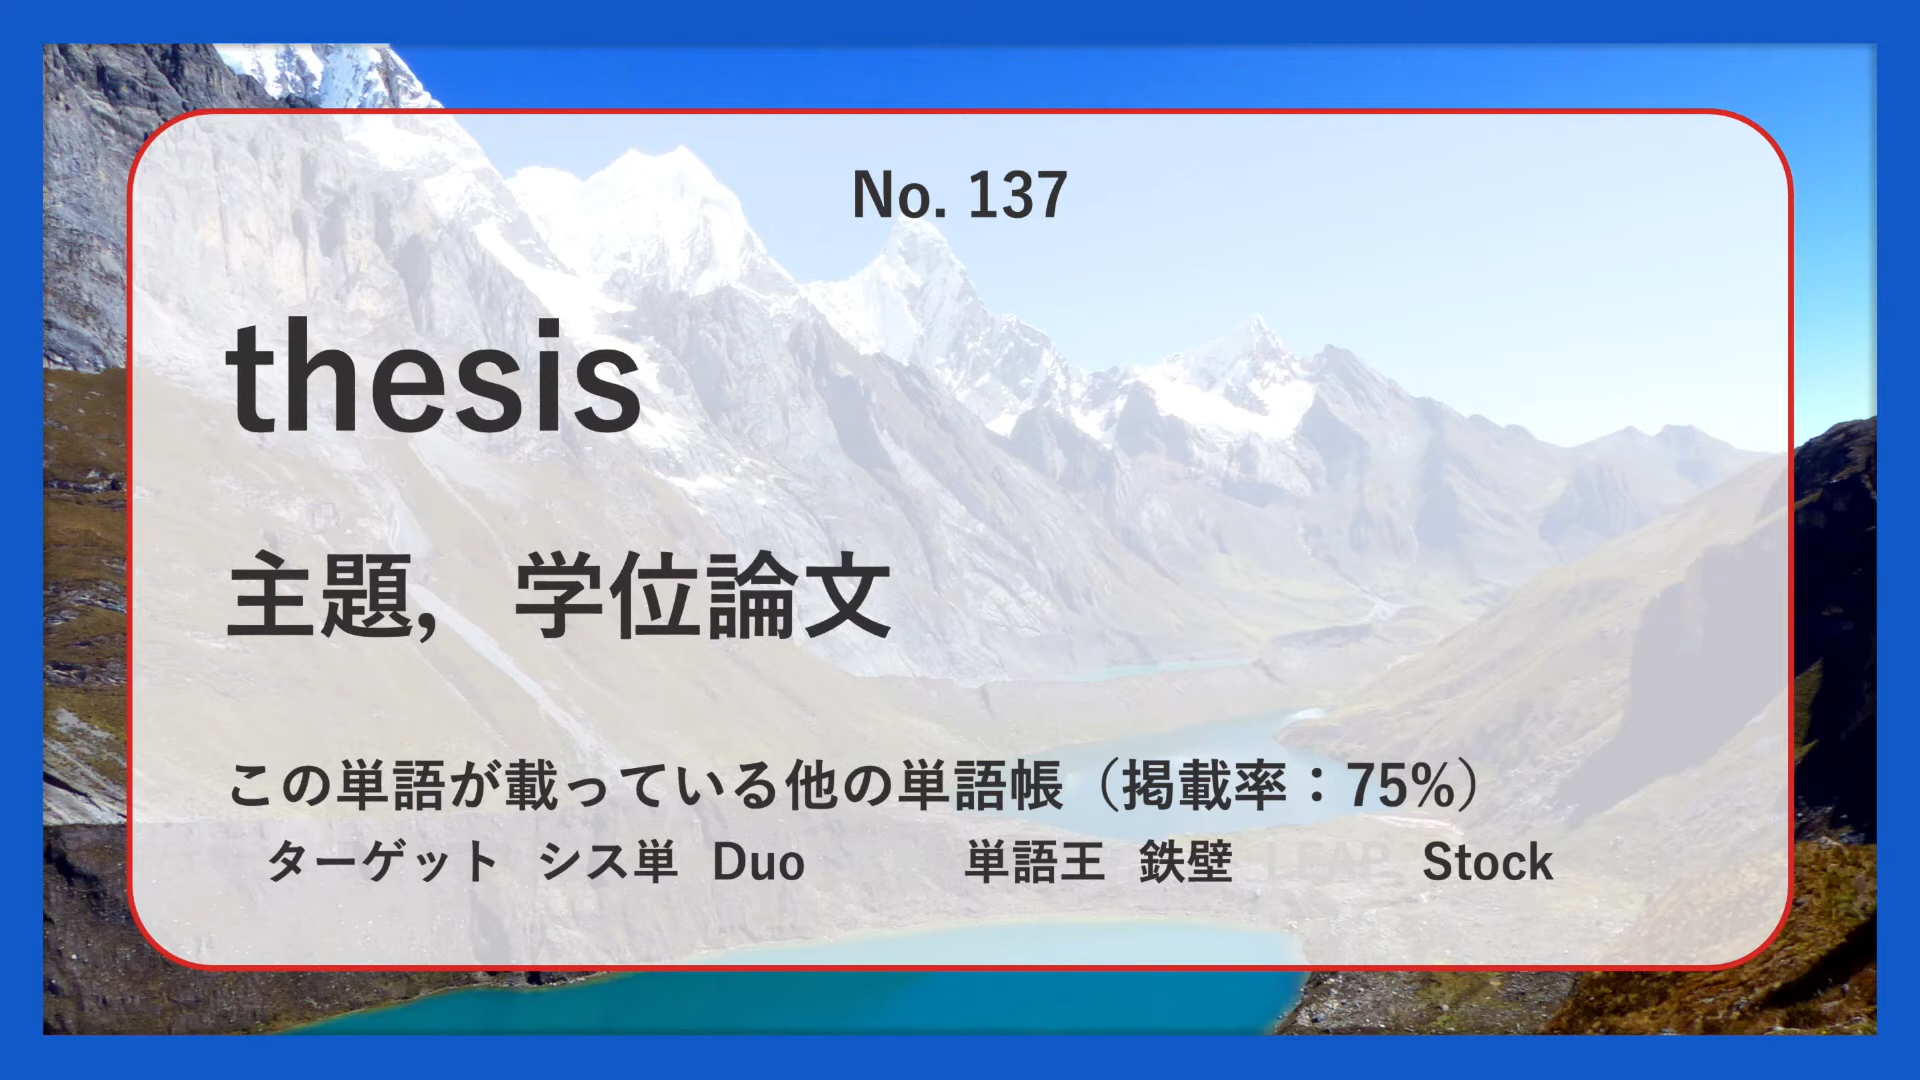 No. 137
thesis
主題，学位論文
この単語が載っている他の単語帳（掲載率：75%）
ターゲット シス単 Duo 単語王 鉄壁 LEAP Stock